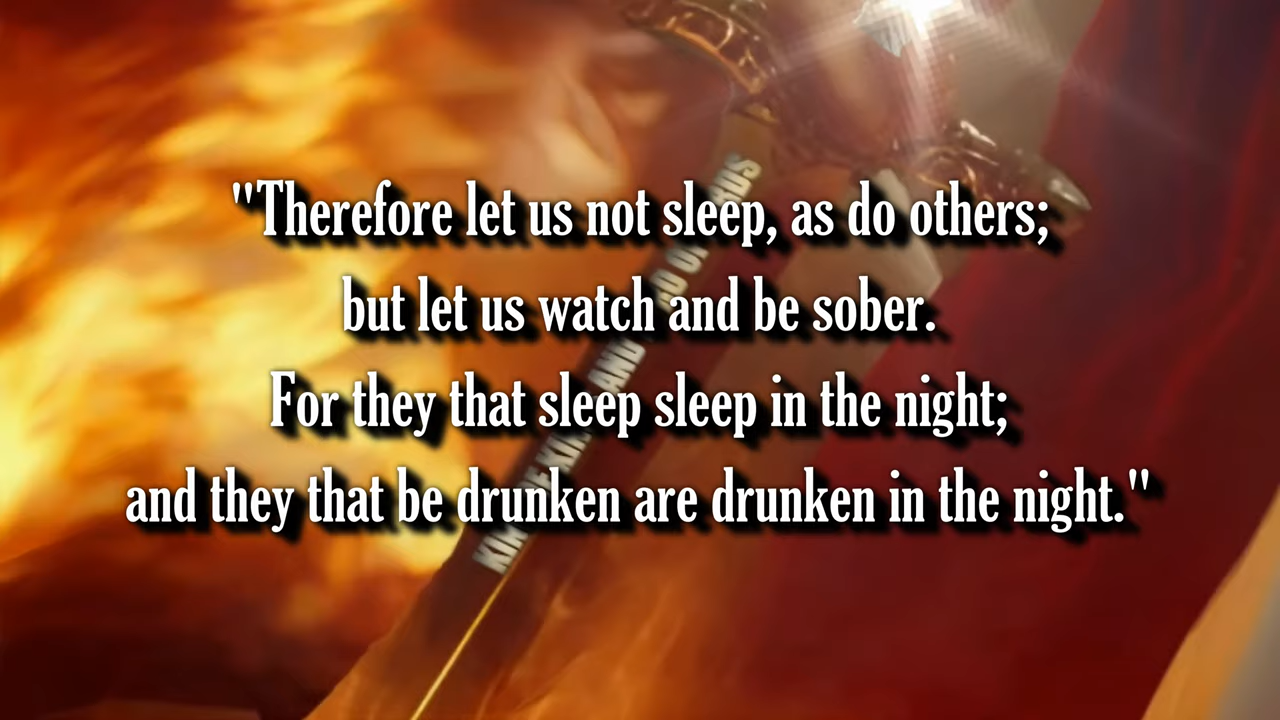 "Therefore let us not sleep, as do others;
but let us watch and be sober.
For they that sleep sleep in the night;
and they that be drunken are drunken in the night."
AND